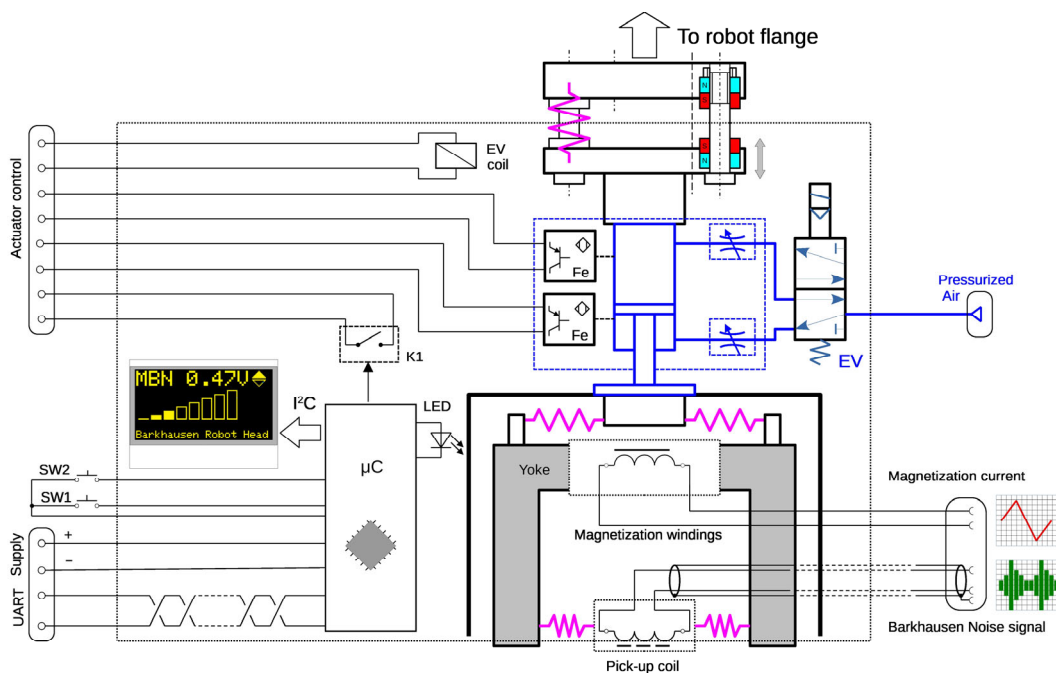 To robot flange
N
S
S
N
Actuator control
EV
coil
Fe
Fe
Pressurized
Air
EV
K1
MBN 0.47V
Barkhausen Robot Head
I²C
LED
µC
SW2
SW1
Supply
+
−
UART
Yoke
Magnetization windings
Magnetization current
Barkhausen Noise signal
Pick-up coil